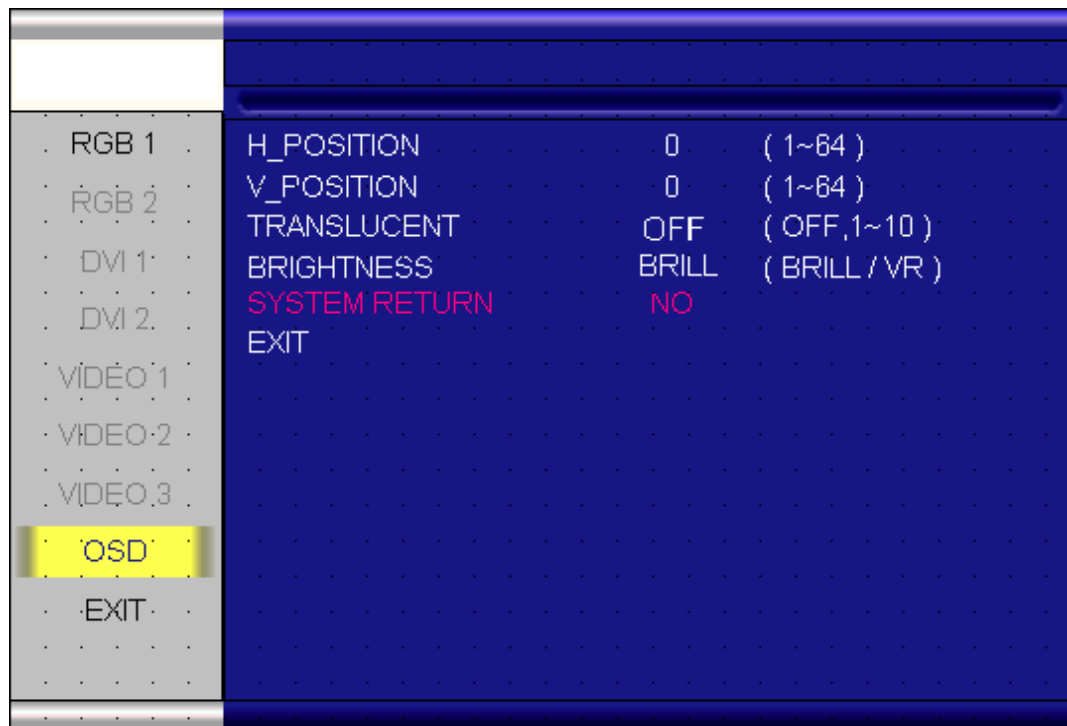 RGB 1
RGB 2
DVI 1
DVI 2
VIDEO 1
VIDEO 2
VIDEO 3
OSD
EXIT
H_POSITION 0 ( 1~64 )
V_POSITION 0 ( 1~64 )
TRANSLUCENT OFF ( OFF,1~10 )
BRIGHTNESS BRILL ( BRILL / VR )
SYSTEM RETURN NO
EXIT